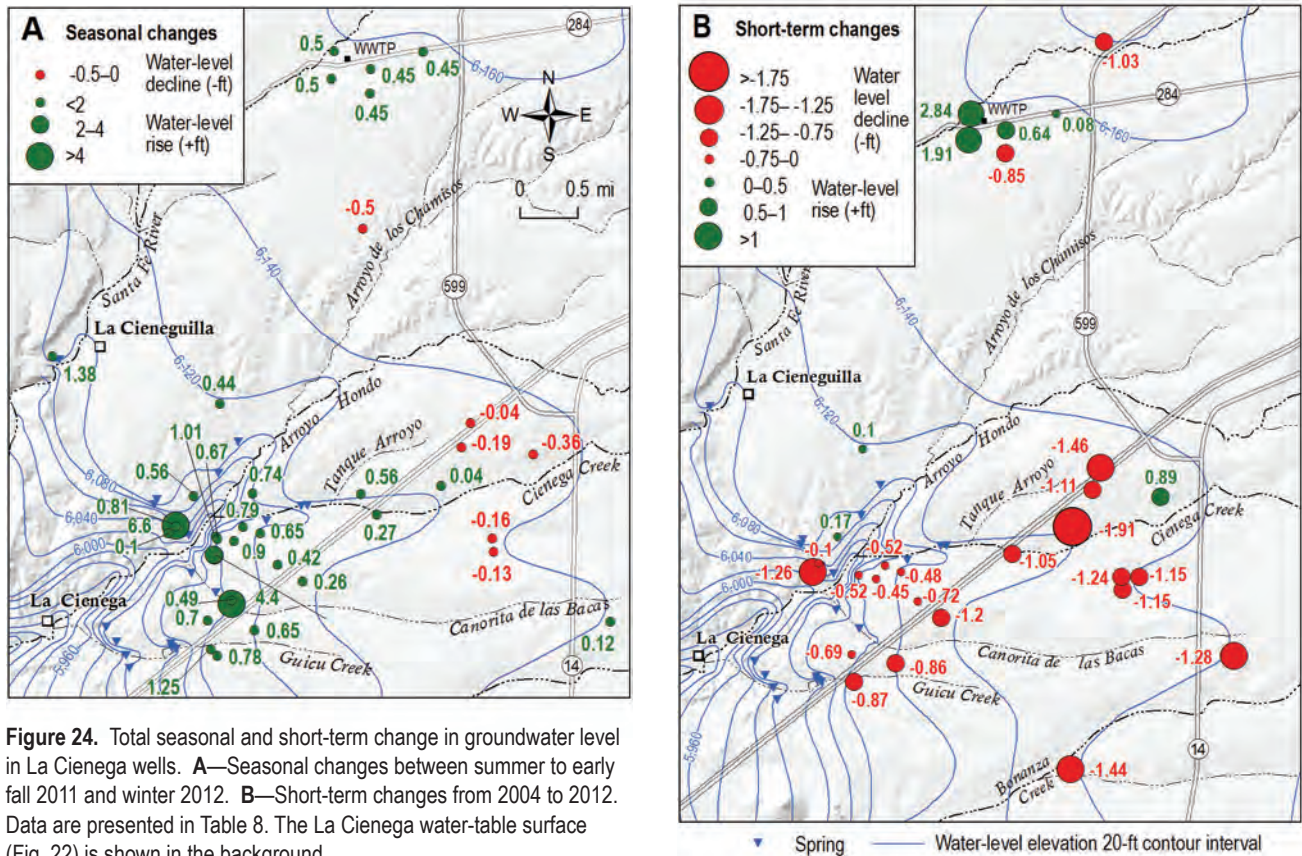 A Seasonal changes
-0.5–0 Water-level decline (-ft)
<2
2–4 Water-level rise (+ft)
>4
284
0.5
WWTP
0.45
6,160
0.5
0.45
0.45
N
W E
S
0 0.5 mi
-0.5
Arroyo de los Chamisos
Santa Fe River
6,140
599
La Cieneguilla
1.38
6,120
0.44
Arroyo Hondo
-0.04
1.01
0.67
Tanque Arroyo
-0.19
-0.36
0.56
0.74
0.56
0.04
Cienega Creek
6,080
0.81
0.79
6,040
6.6
0.65
0.27
-0.16
0.1
0.9
0.42
-0.13
6,000
0.26
La Cienega
0.49
4.4
0.7
Canorita de las Bacas
0.65
0.12
0.78
Guicu Creek
5,960
1.25
14
B Short-term changes
>-1.75
-1.75– -1.25 Water level decline (-ft)
-1.25– -0.75
-0.75–0
0–0.5
0.5–1 Water-level rise (+ft)
>1
-1.03
284
2.84
WWTP
0.08
6,160
0.64
1.91
-0.85
Arroyo de los Chamisos
Santa Fe River
6,140
599
La Cieneguilla
6,120
0.1
Arroyo Hondo
-1.46
Tanque Arroyo
-1.11
0.89
6,080
0.17
-1.91
Cienega Creek
6,040
-0.1
-0.52
-1.05
6,000
-1.26
-0.48
-1.24
-1.15
-0.52
-0.45
-0.72
-1.15
-1.2
La Cienega
-0.69
Canorita de las Bacas
-0.86
-1.28
-0.87
Guicu Creek
5,960
14
Bonanza Creek
-1.44
Spring
Water-level elevation 20-ft contour interval
Figure 24. Total seasonal and short-term change in groundwater level
in La Cienega wells. A—Seasonal changes between summer to early
fall 2011 and winter 2012. B—Short-term changes from 2004 to 2012.
Data are presented in Table 8. The La Cienega water-table surface
(Fig. 22) is shown in the background.